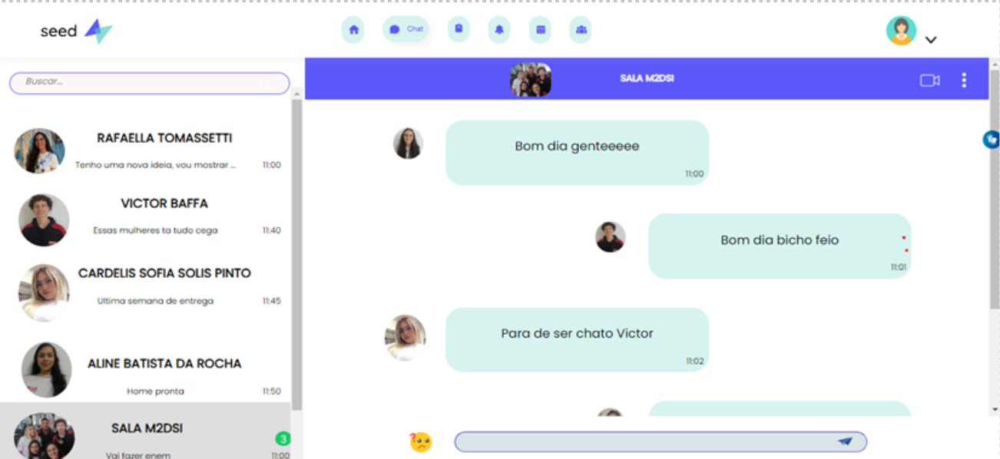 seed
Chat
Buscar...
RAFAELLA TOMASSETTI
Tenho uma nova ideia, vou mostrar ...
11:00
VICTOR BAFFA
Essas mulheres ta tudo cega
11:40
CARDELIS SOFIA SOLIS PINTO
Ultima semana de entrega
11:45
ALINE BATISTA DA ROCHA
Home pronta
11:50
SALA M2DSI
3
Vai fazer enem
11:00
SALA M2DSI
Bom dia genteeeee
11:00
Bom dia bicho feio
11:01
Para de ser chato Victor
11:02